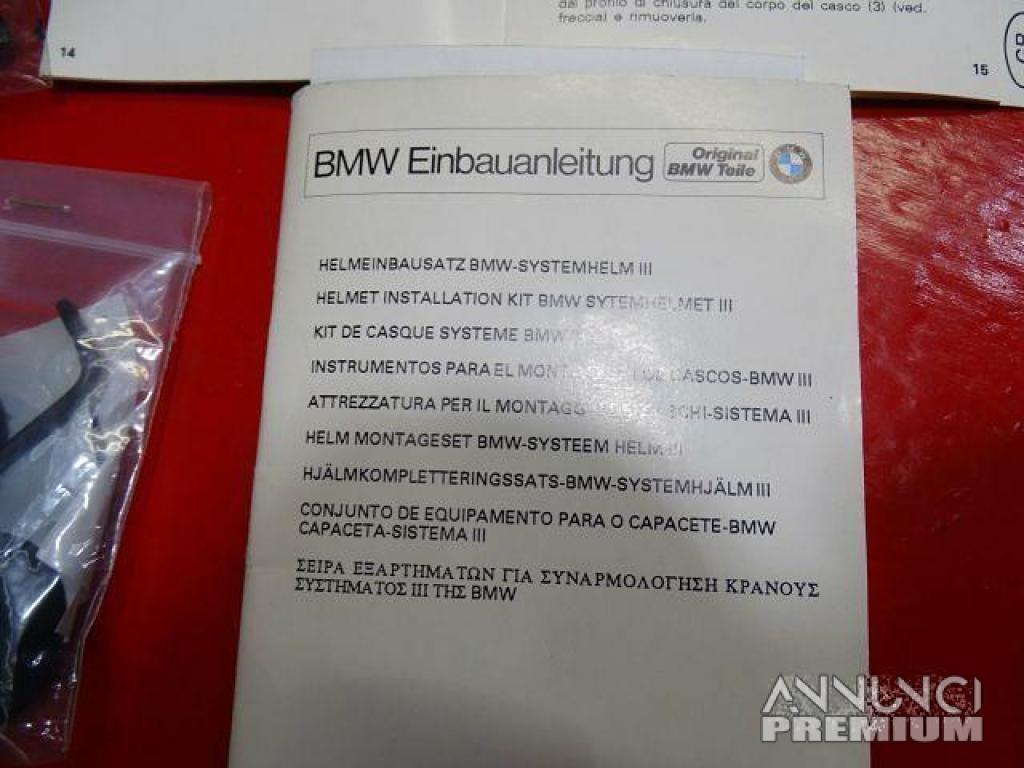 dal profilo di chiusura del corpo del casco (3) (ved.
freccia) e rimuoverla.
14
15
BMW Einbauanleitung
Original
BMW Teile
HELMEINBAUSATZ BMW-SYSTEMHELM III
HELMET INSTALLATION KIT BMW SYTEMHELMET III
KIT DE CASQUE SYSTEME BMW
INSTRUMENTOS PARA EL DE CASCOS-BMW III
ATTREZZATURA PER IL III
HELM MONTAGESET BMW-SYSTEEM HELM III
HJÄLMKOMPLETTERINGSSATS-BMW-SYSTEMHJÄLM III
CONJUNTO DE EQUIPAMENTO PARA O CAPACETE-BMW
CAPACETA-SISTEMA III
ΣΕΙΡΑ ΕΞΑΡΤΗΜΑΤΩΝ ΓΙΑ ΣΥΝΑΡΜΟΛΟΓΗΣΗ ΚΡΑΝΟΥΣ
ΣΥΣΤΗΜΑΤΟΣ III ΤΗΣ BMW
ANNUNCI
PREMIUM